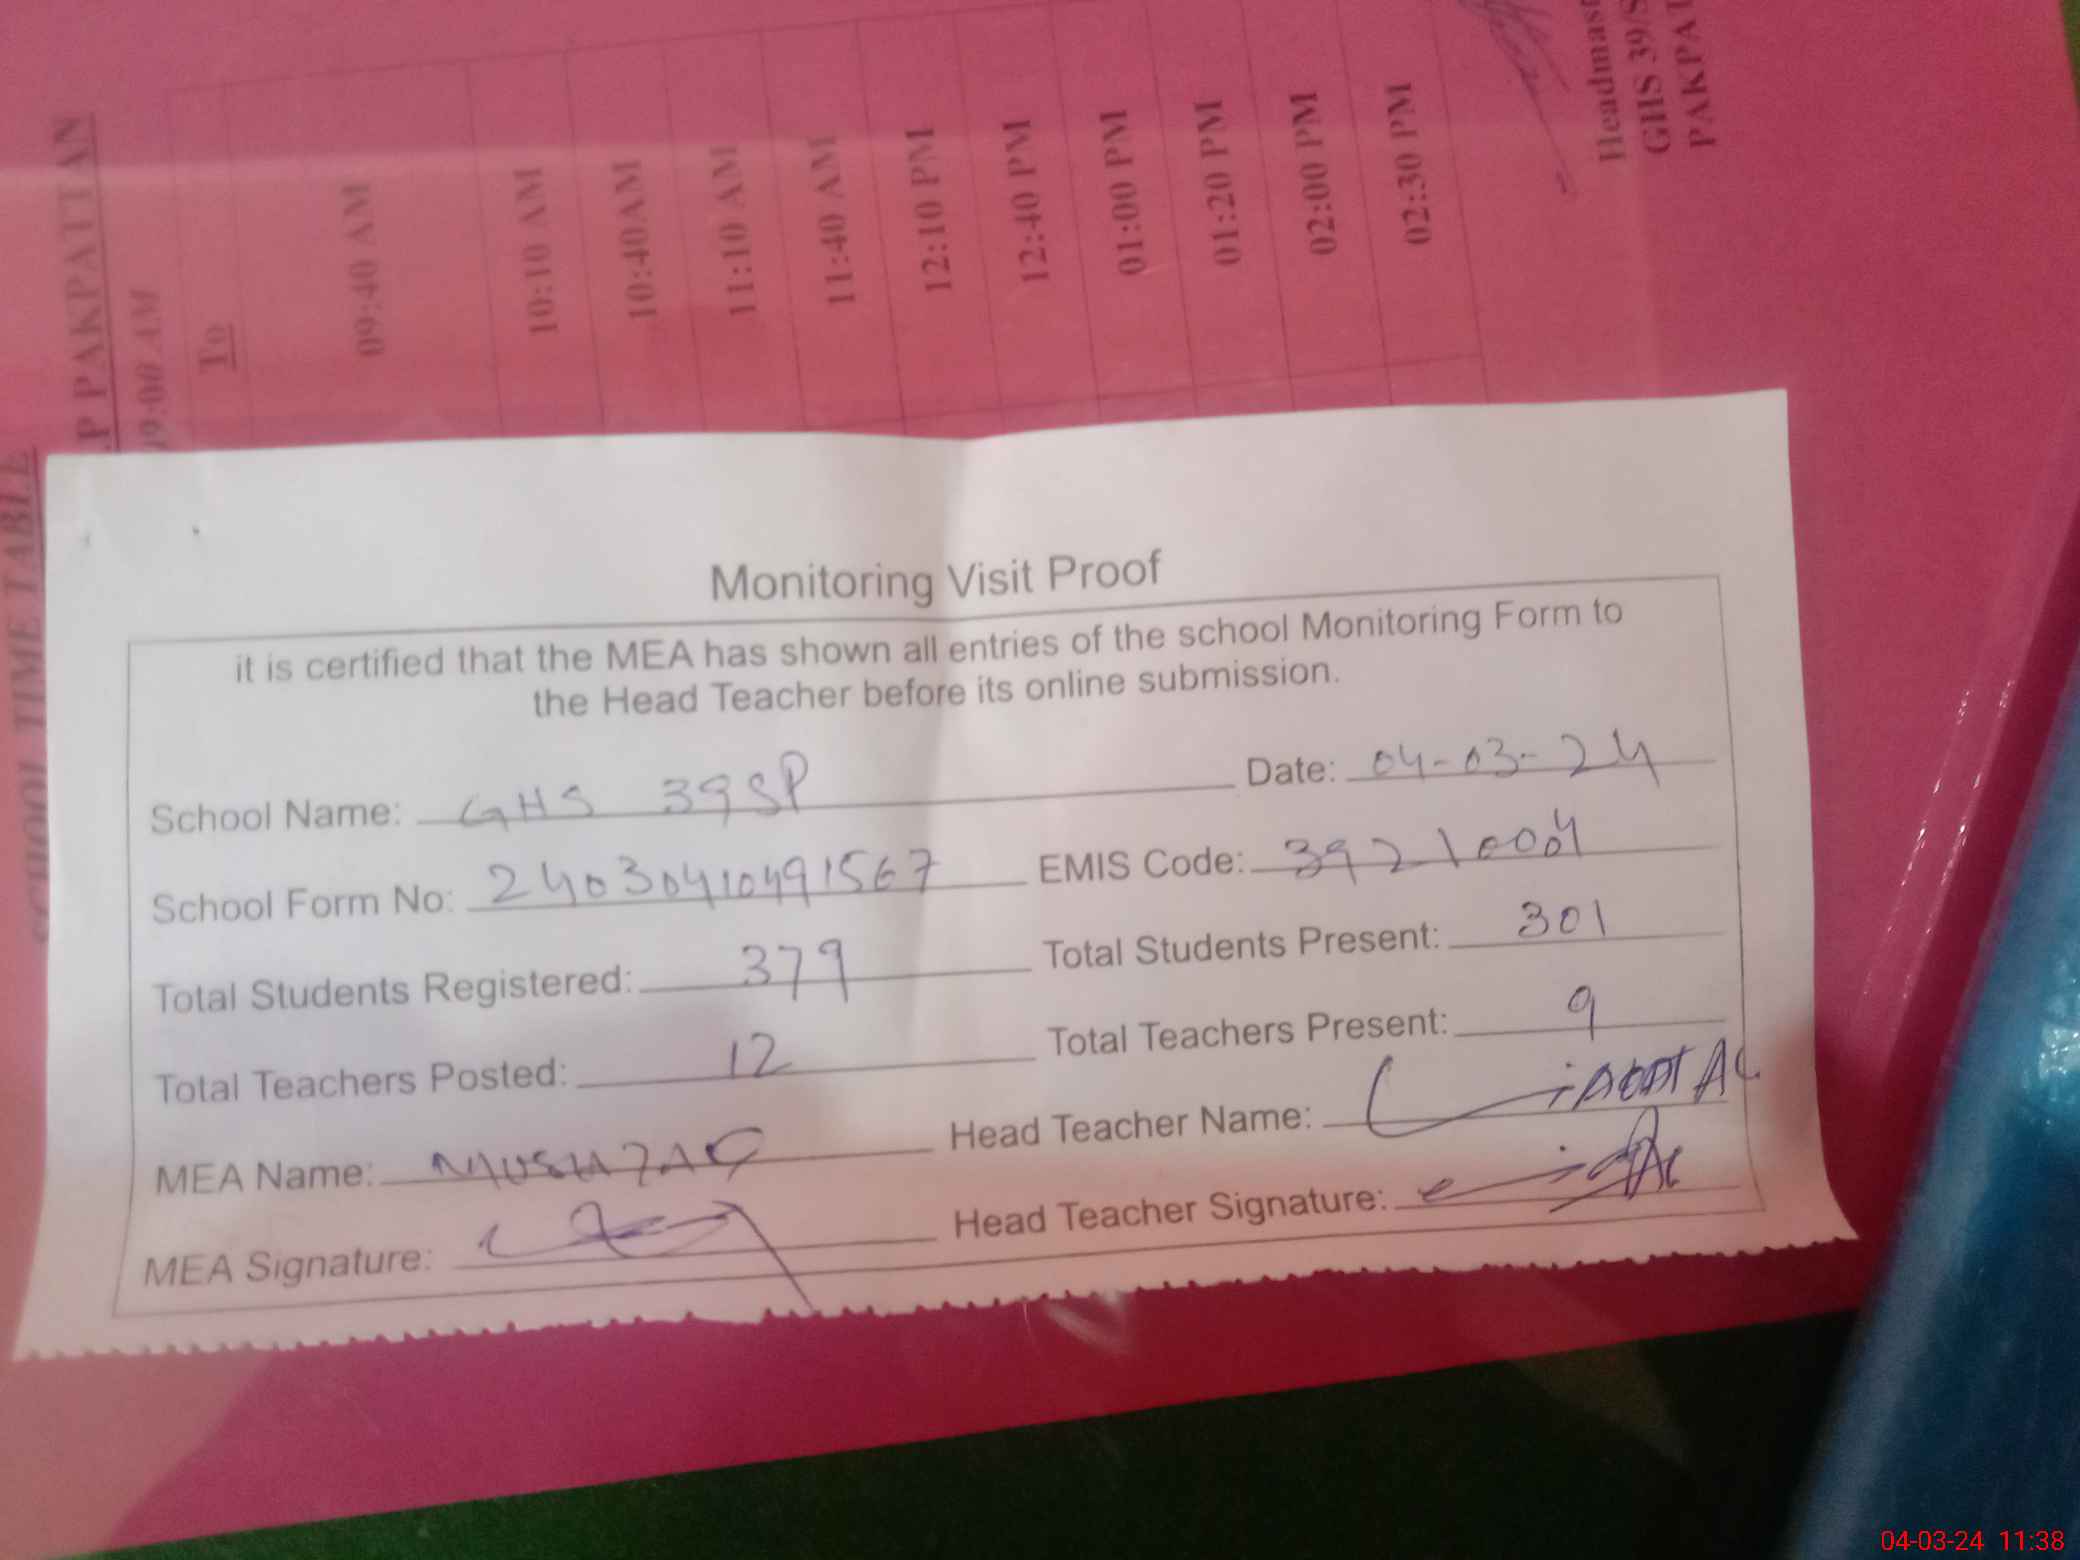 SCHOOL TIME TABLE
.P PAKPATTAN
09:00 AM
To
09:40 AM
10:10 AM
10:40AM
11:10 AM
11:40 AM
12:10 PM
12:40 PM
01:00 PM
01:20 PM
02:00 PM
02:30 PM
Headmast
GHS 39/S
PAKPAT
Monitoring Visit Proof
it is certified that the MEA has shown all entries of the school Monitoring Form to
the Head Teacher before its online submission.
School Name: GHS 39SP Date: 04-03-24
School Form No: 24030410491567 EMIS Code: 39210004
Total Students Registered: 379 Total Students Present: 301
Total Teachers Posted: 12 Total Teachers Present: 9
MEA Name: MUSHTAQ Head Teacher Name:
MEA Signature: Head Teacher Signature:
04-03-24 11:38